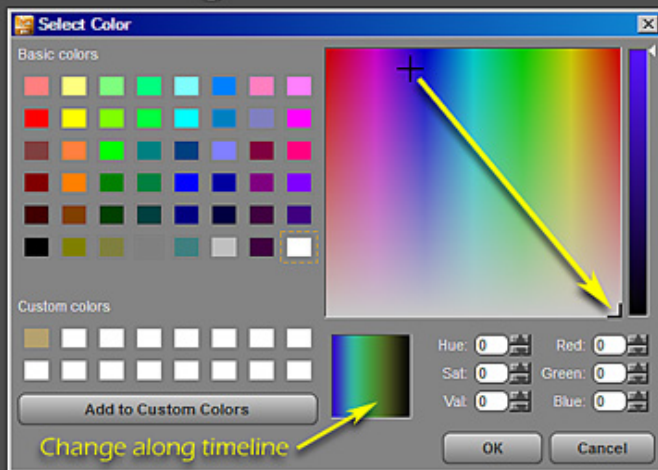 Select Color
Basic colors
Custom colors
Hue: 0 Red: 0
Sat: 0 Green: 0
Val: 0 Blue: 0
Add to Custom Colors
Change along timeline
OK Cancel